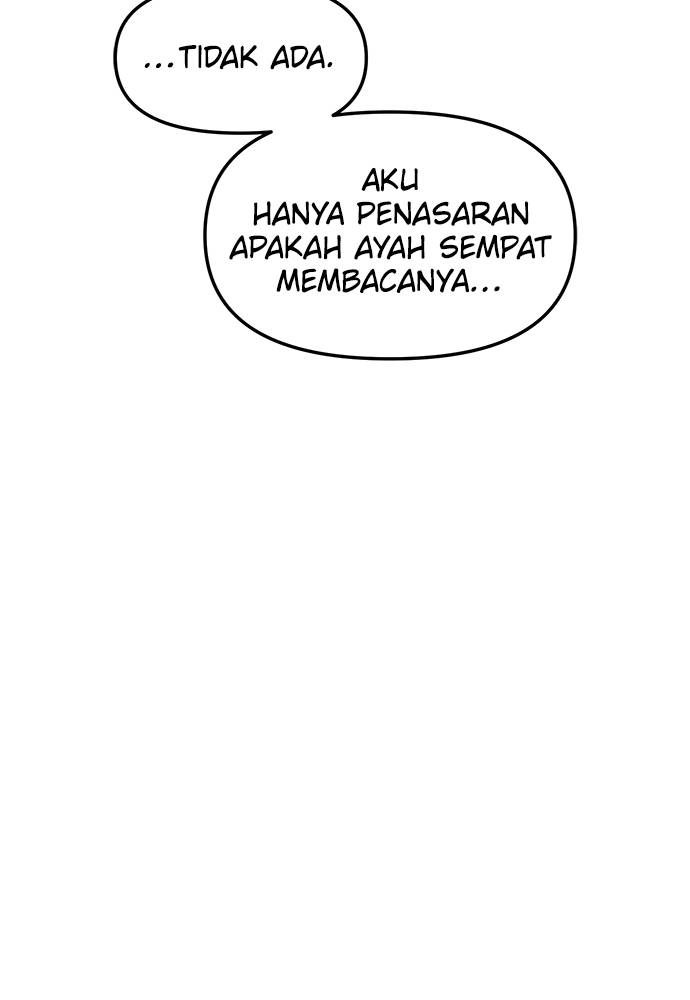 ...TIDAK ADA.
AKU
HANYA PENASARAN
APAKAH AYAH SEMPAT
MEMBACANYA...